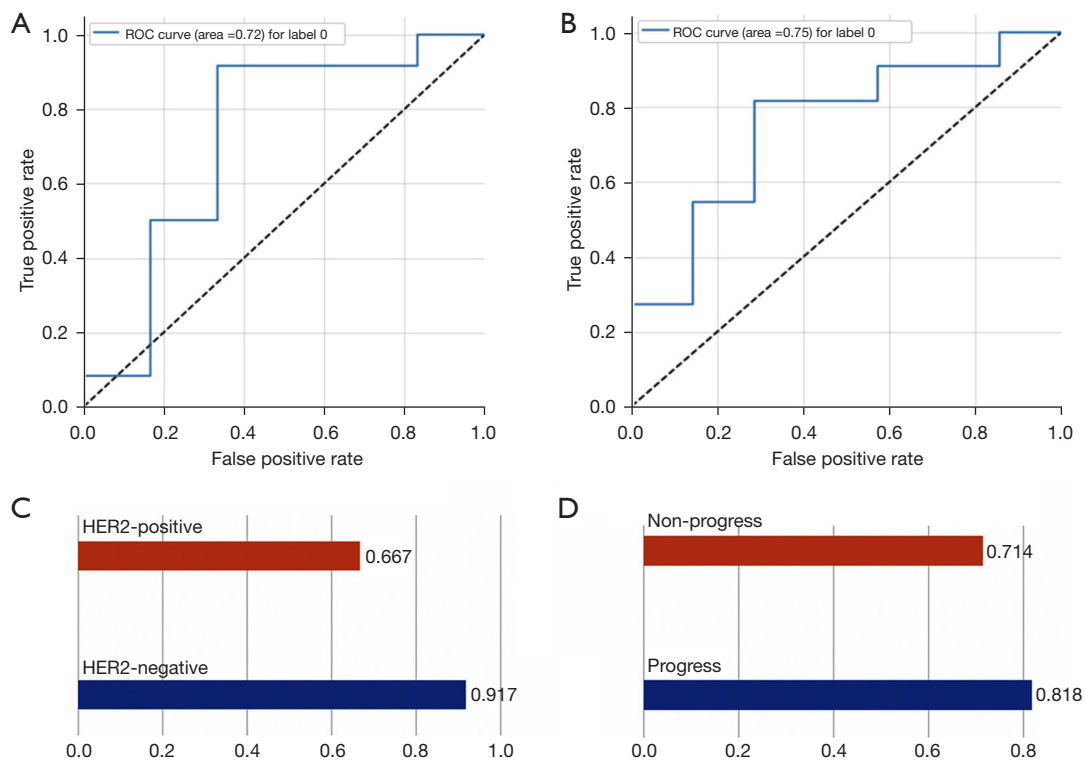 A
ROC curve (area =0.72) for label 0
1.0
0.8
0.6
0.4
0.2
0.0
True positive rate
0.0 0.2 0.4 0.6 0.8 1.0
False positive rate
B
ROC curve (area =0.75) for label 0
1.0
0.8
0.6
0.4
0.2
0.0
True positive rate
0.0 0.2 0.4 0.6 0.8 1.0
False positive rate
C
HER2-positive
0.667
HER2-negative
0.917
0.0 0.2 0.4 0.6 0.8 1.0
D
Non-progress
0.714
Progress
0.818
0.0 0.2 0.4 0.6 0.8